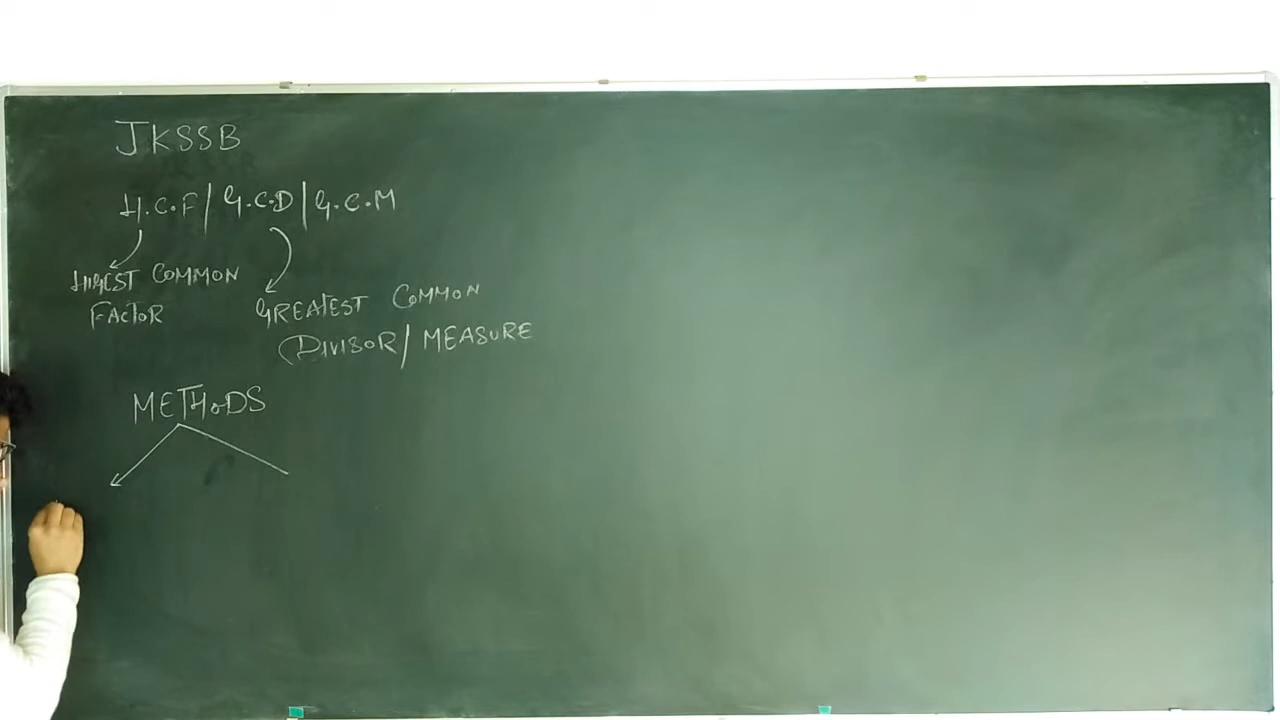 JKSSB
H.C.F/G.C.D/G.C.M
HIGEST COMMON
FACTOR
GREATEST COMMON
DIVISOR/MEASURE
METHODS